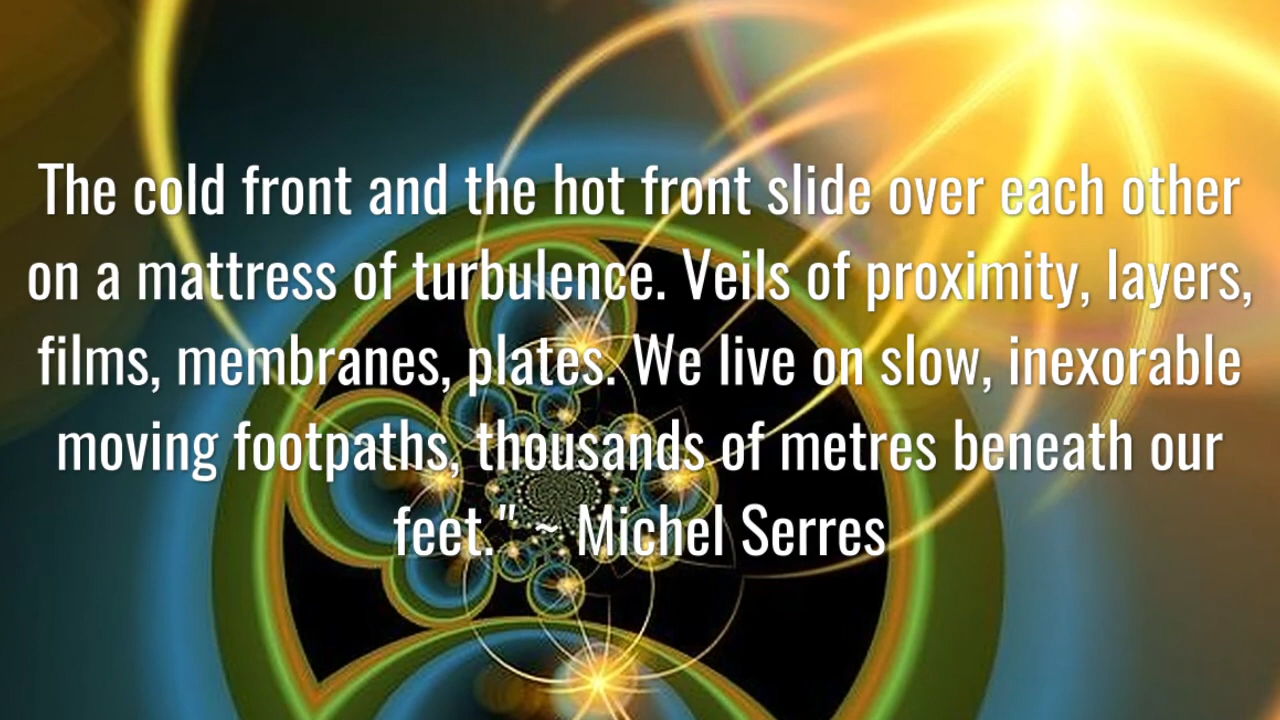 The cold front and the hot front slide over each other
on a mattress of turbulence. Veils of proximity, layers,
films, membranes, plates. We live on slow, inexorable
moving footpaths, thousands of metres beneath our
feet." ~ Michel Serres